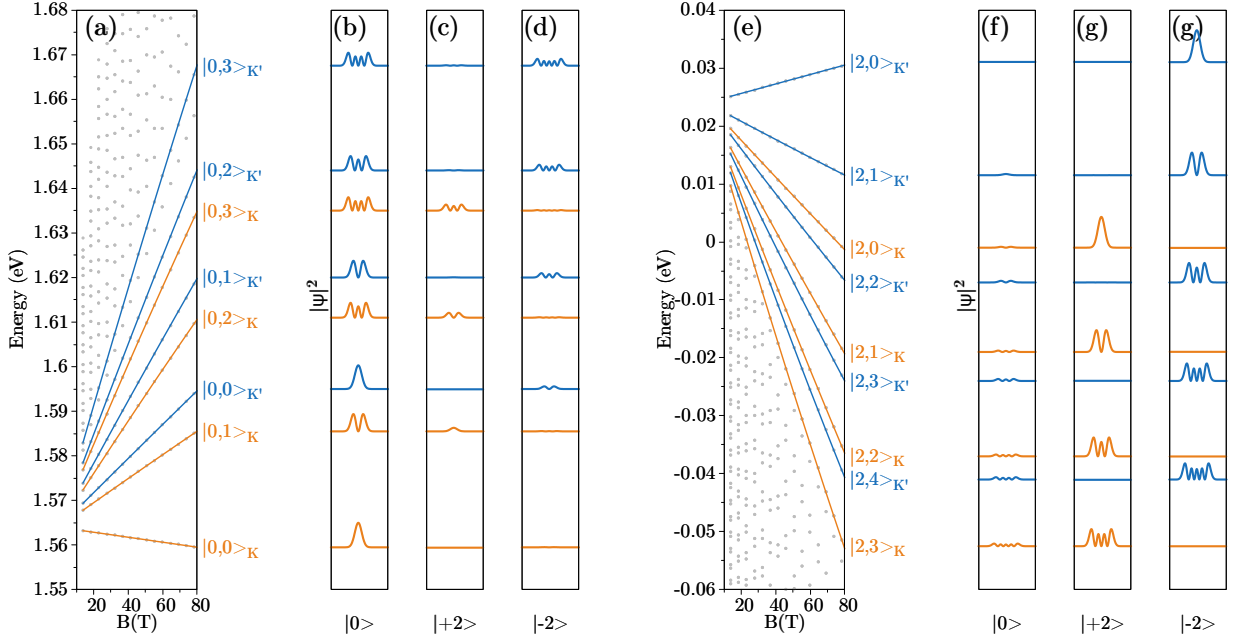 (a)
1.68
1.67
1.66
1.65
1.64
1.63
1.62
1.61
1.6
1.59
1.58
1.57
1.56
1.55
Energy (eV)
20 40 60 80
B(T)
|0,3>K'
|0,2>K'
|0,3>K
|0,1>K'
|0,2>K
|0,0>K'
|0,1>K
|0,0>K
|ψ|²
(b)
|0>
(c)
|+2>
(d)
|-2>
(e)
0.04
0.03
0.02
0.01
0
-0.01
-0.02
-0.03
-0.04
-0.05
-0.06
Energy (eV)
20 40 60 80
B(T)
|2,0>K'
|2,1>K'
|2,0>K
|2,2>K'
|2,1>K
|2,3>K'
|2,2>K
|2,4>K'
|2,3>K
|ψ|²
(f)
|0>
(g)
|+2>
(g)
|-2>